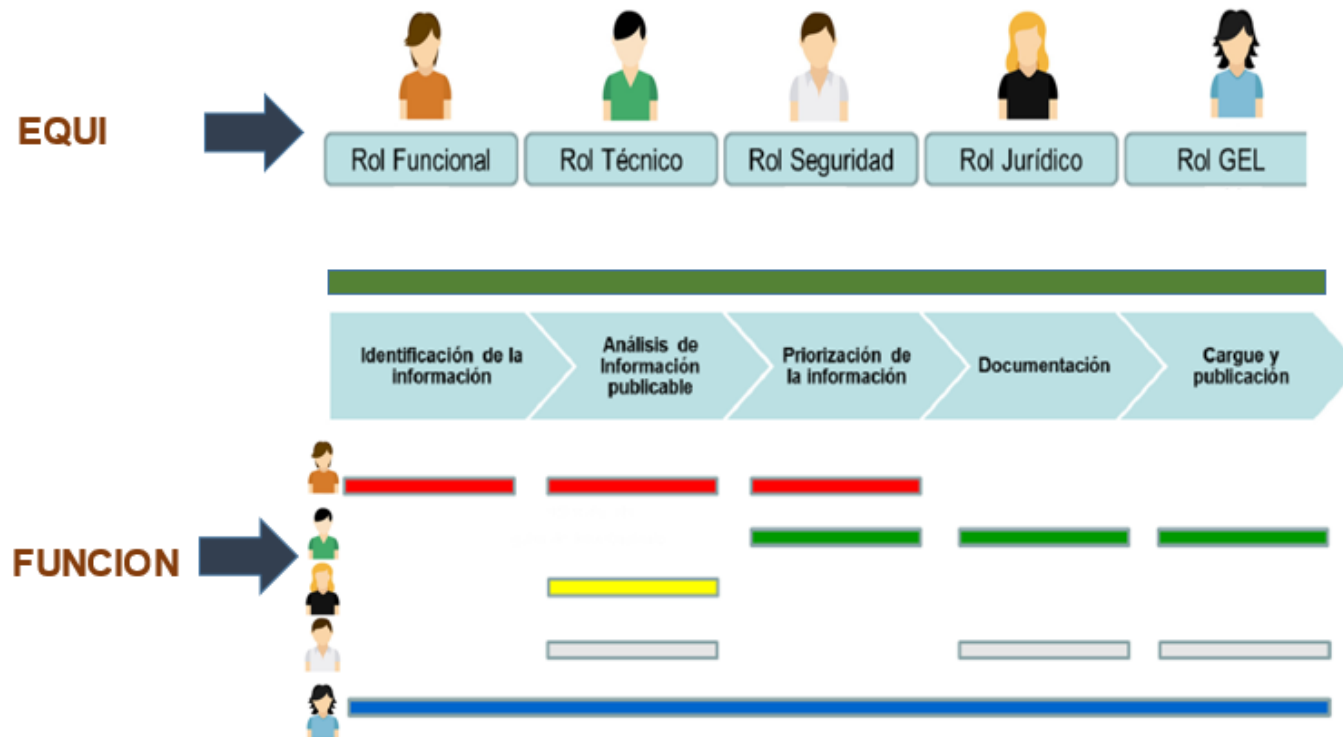 EQUI
Rol Funcional
Rol Técnico
Rol Seguridad
Rol Jurídico
Rol GEL
Identificación de la
información
Análisis de
Información
publicable
Priorización de
la información
Documentación
Cargue y
publicación
FUNCION